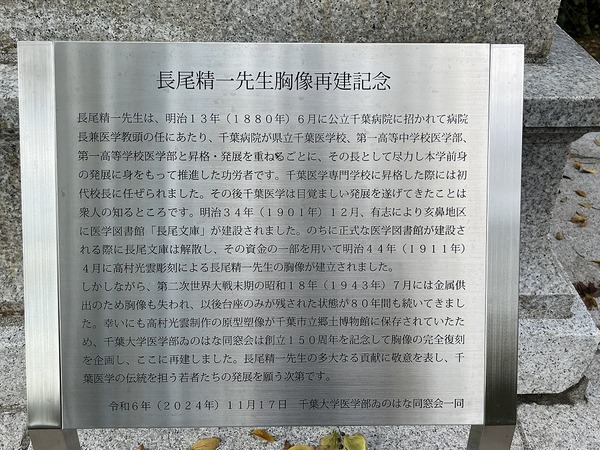 長尾精一先生胸像再建記念
長尾精一先生は、明治１３年（１８８０年）６月に公立千葉病院に招かれて病院
長兼医学教頭の任にあたり、千葉病院が県立千葉医学校、第一高等中学校医学部、
第一高等学校医学部と昇格・発展を重ねるごとに、その長として尽力し本学前身
の発展に身をもって推進した功労者です。千葉医学専門学校に昇格した際には初
代校長に任ぜられました。その後千葉医学は目覚ましい発展を遂げてきたことは
衆人の知るところです。明治３４年（１９０１年）１２月、有志により亥鼻地区
に医学図書館「長尾文庫」が建設されました。のちに正式な医学図書館が建設さ
れる際に長尾文庫は解散し、その資金の一部を用いて明治４４年（１９１１年）
４月に高村光雲彫刻による長尾精一先生の胸像が建立されました。
しかしながら、第二次世界大戦末期の昭和１８年（１９４３年）７月には金属供
出のため胸像も失われ、以後台座のみが残された状態が８０年間も続いてきまし
た。幸いにも高村光雲制作の原型塑像が千葉市立郷土博物館に保存されていたた
め、千葉大学医学部ゐのはな同窓会は創立１５０周年を記念して胸像の完全復刻
を企画し、ここに再建しました。長尾精一先生の多大なる貢献に敬意を表し、千
葉医学の伝統を担う若者たちの発展を願う次第です。
令和６年（２０２４年）１１月１７日　千葉大学医学部ゐのはな同窓会一同